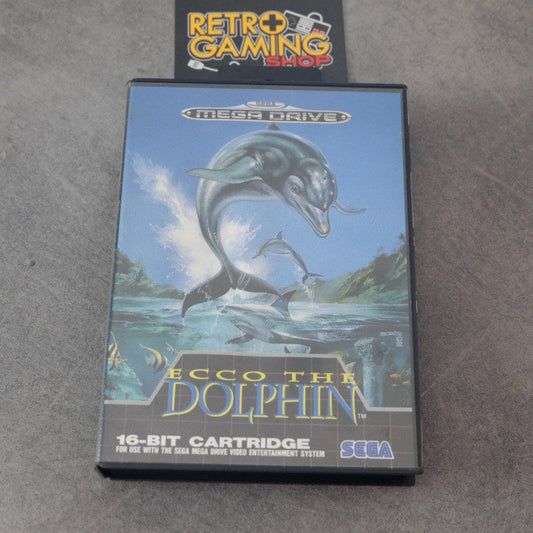 RETRO
GAMING
SHOP
SEGA
MEGA DRIVE
ECCO THE
DOLPHIN™
16-BIT CARTRIDGE
FOR USE WITH THE SEGA MEGA DRIVE VIDEO ENTERTAINMENT SYSTEM
SEGA